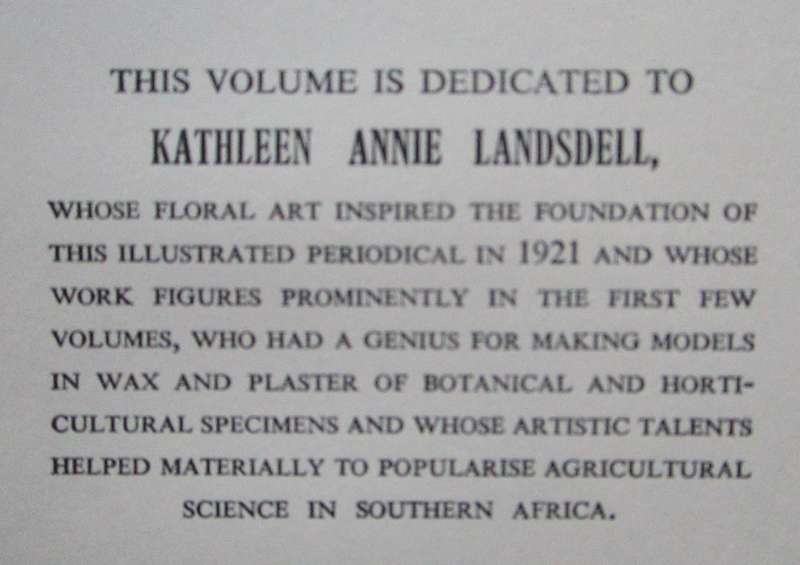 THIS VOLUME IS DEDICATED TO
KATHLEEN ANNIE LANDSDELL,
WHOSE FLORAL ART INSPIRED THE FOUNDATION OF
THIS ILLUSTRATED PERIODICAL IN 1921 AND WHOSE
WORK FIGURES PROMINENTLY IN THE FIRST FEW
VOLUMES, WHO HAD A GENIUS FOR MAKING MODELS
IN WAX AND PLASTER OF BOTANICAL AND HORTI-
CULTURAL SPECIMENS AND WHOSE ARTISTIC TALENTS
HELPED MATERIALLY TO POPULARISE AGRICULTURAL
SCIENCE IN SOUTHERN AFRICA.